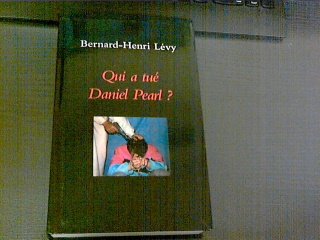 Bernard-Henri Lévy
Qui a tué
Daniel Pearl ?